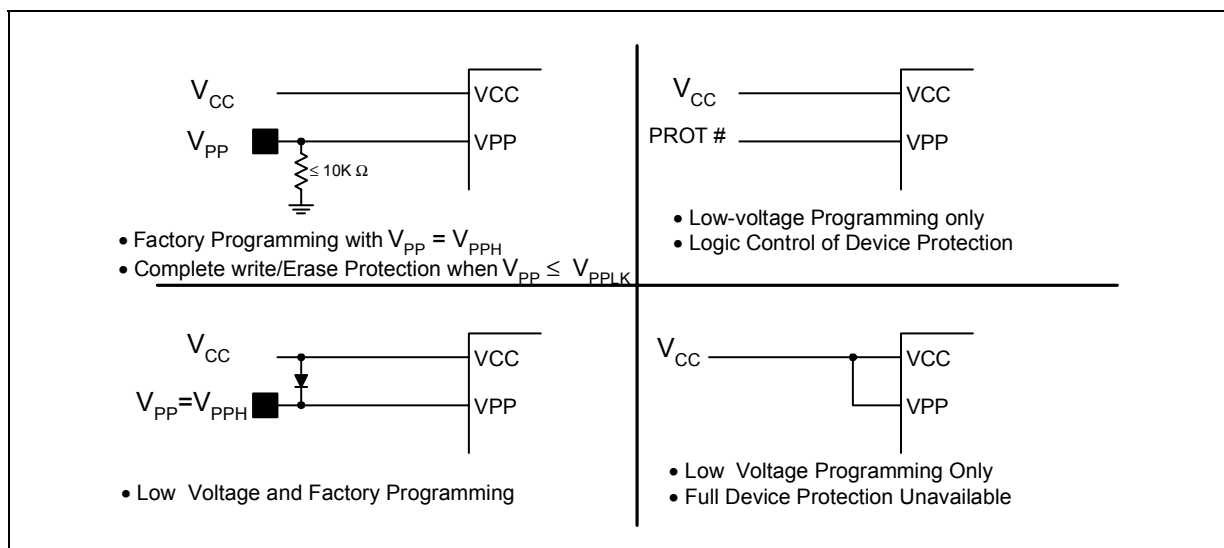 V_CC VCC
V_PP VPP
≤ 10K Ω
• Factory Programming with V_PP = V_PPH
• Complete write/Erase Protection when V_PP ≤ V_PPLK
V_CC VCC
PROT # VPP
• Low-voltage Programming only
• Logic Control of Device Protection
V_CC VCC
V_PP=V_PPH VPP
• Low Voltage and Factory Programming
V_CC VCC
VPP
• Low Voltage Programming Only
• Full Device Protection Unavailable